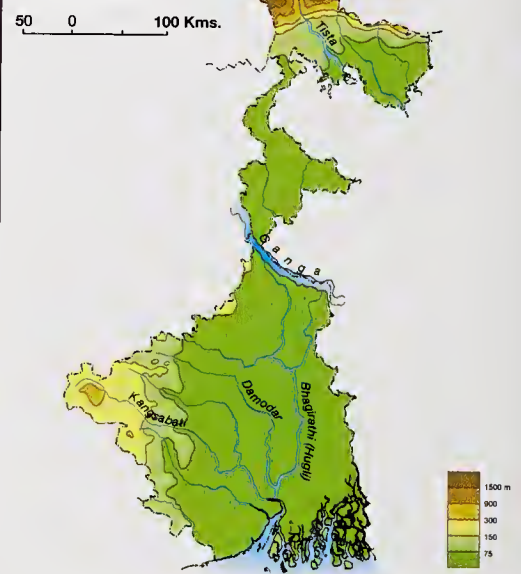 50 0 100 Kms.
Tista
Ganga
Damodar
Kangsabati
Bhagirathi (Hugli)
1500 m
900
300
150
75